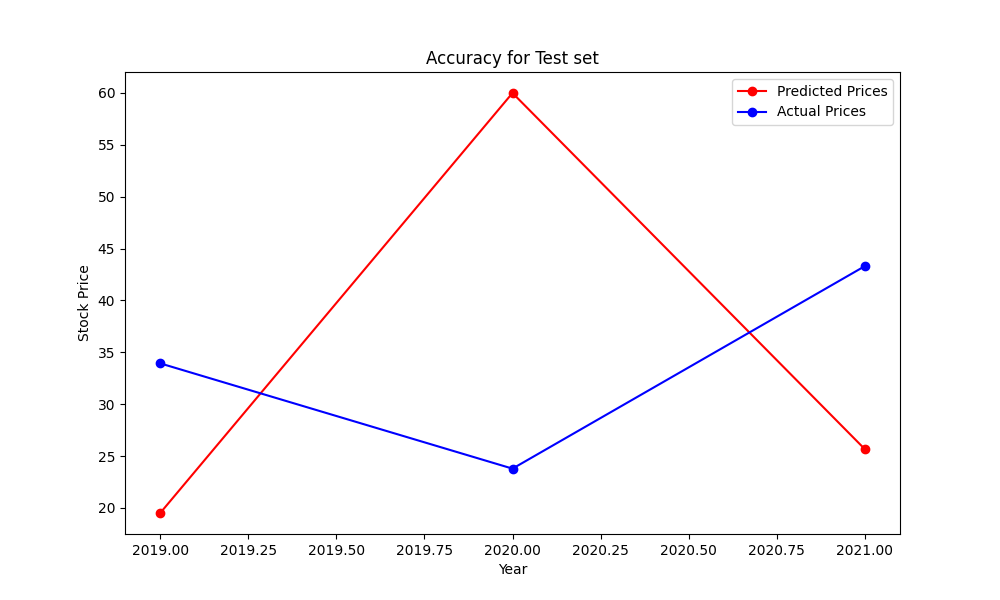 Accuracy for Test set
Predicted Prices
Actual Prices
Stock Price
60
55
50
45
40
35
30
25
20
2019.00 2019.25 2019.50 2019.75 2020.00 2020.25 2020.50 2020.75 2021.00
Year